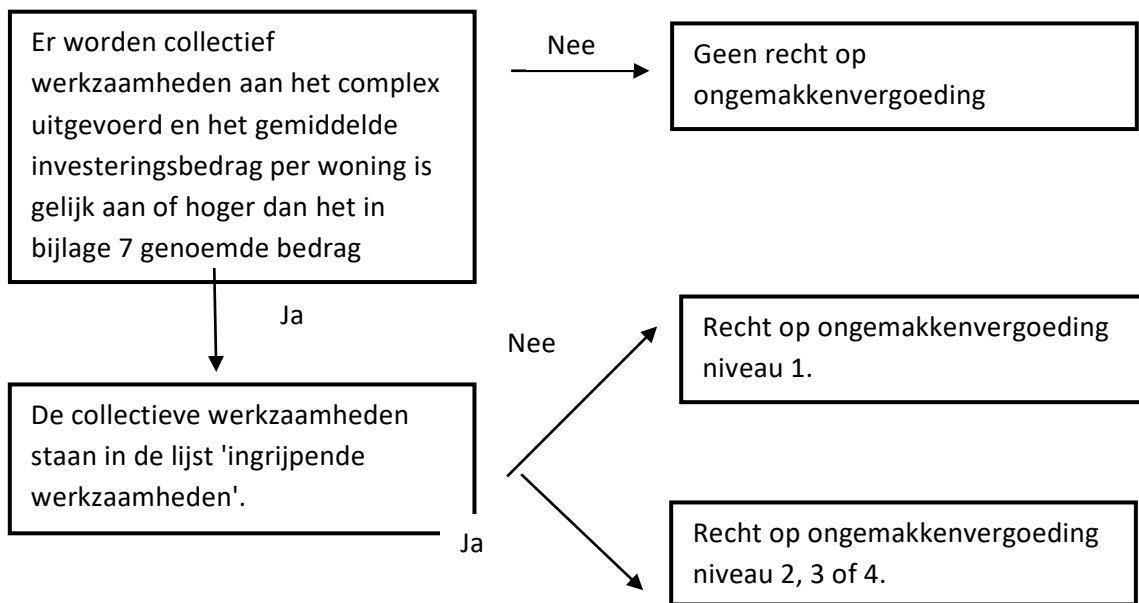 Er worden collectief
werkzaamheden aan het complex
uitgevoerd en het gemiddelde
investeringsbedrag per woning is
gelijk aan of hoger dan het in
bijlage 7 genoemde bedrag
Nee
Geen recht op
ongemakkenvergoeding
Ja
De collectieve werkzaamheden
staan in de lijst 'ingrijpende
werkzaamheden'.
Nee
Recht op ongemakkenvergoeding
niveau 1.
Ja
Recht op ongemakkenvergoeding
niveau 2, 3 of 4.